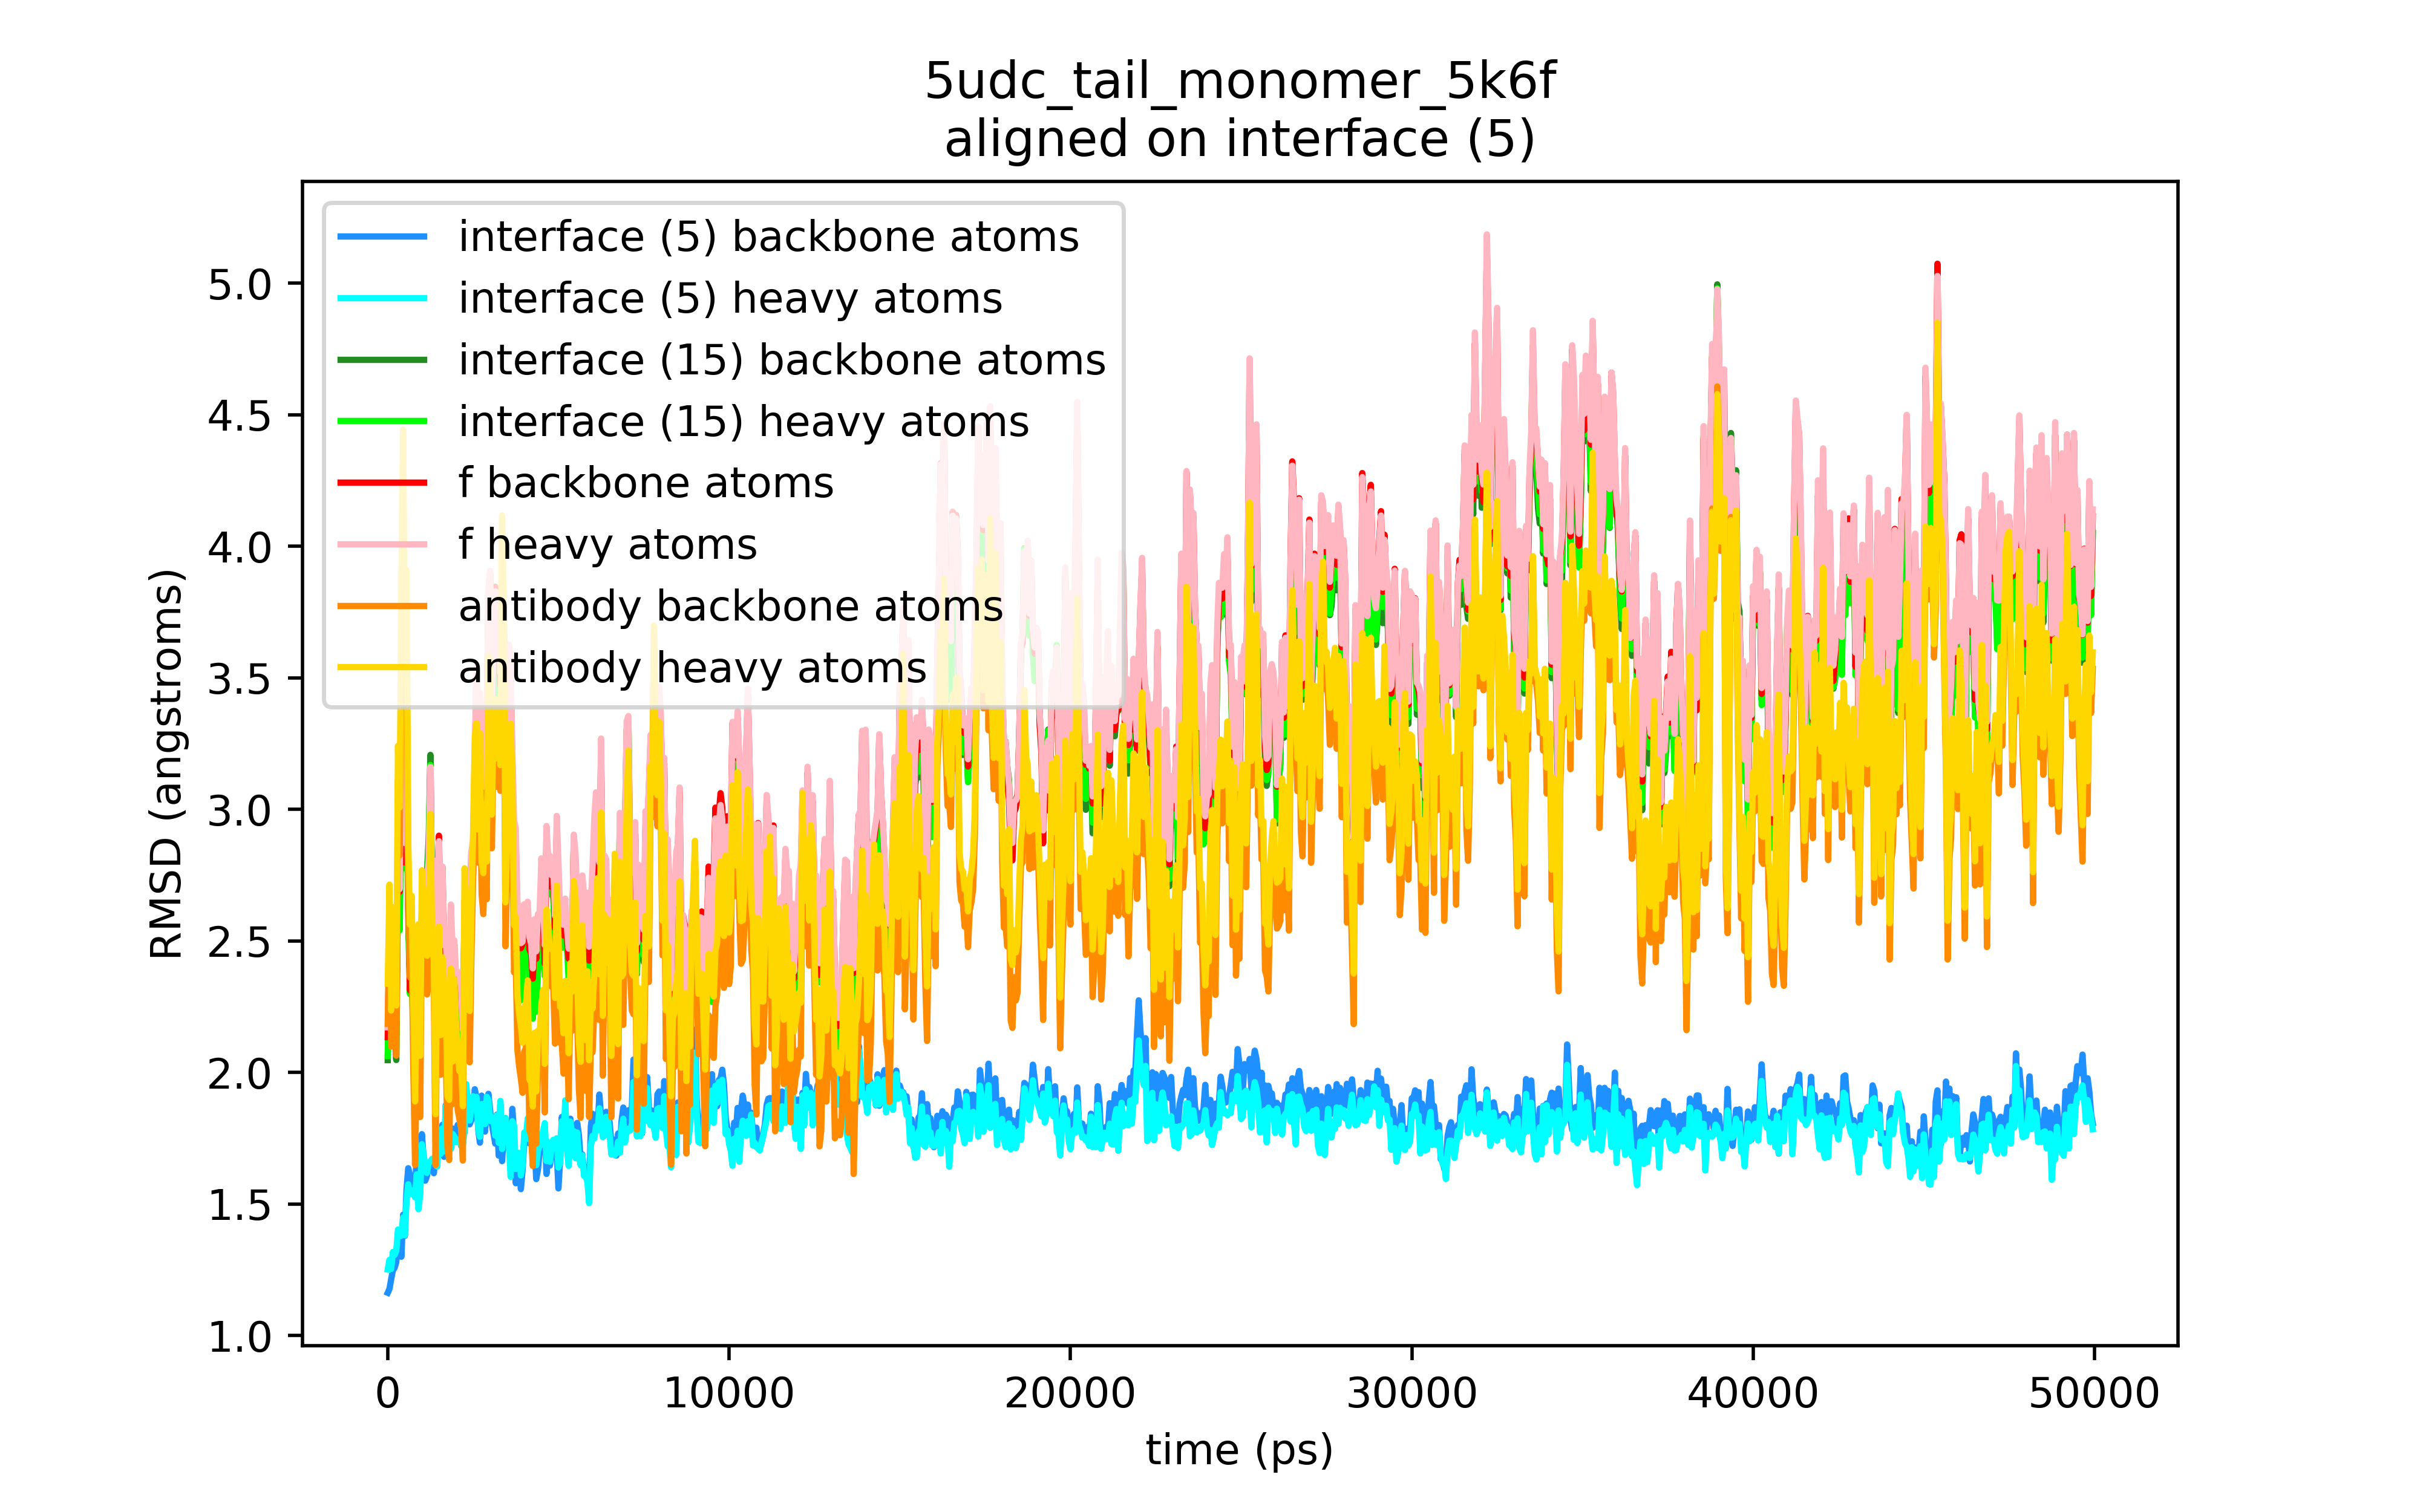 5udc_tail_monomer_5k6f
aligned on interface (5)
interface (5) backbone atoms
interface (5) heavy atoms
interface (15) backbone atoms
interface (15) heavy atoms
f backbone atoms
f heavy atoms
antibody backbone atoms
antibody heavy atoms
RMSD (angstroms)
5.0
4.5
4.0
3.5
3.0
2.5
2.0
1.5
1.0
0 10000 20000 30000 40000 50000
time (ps)